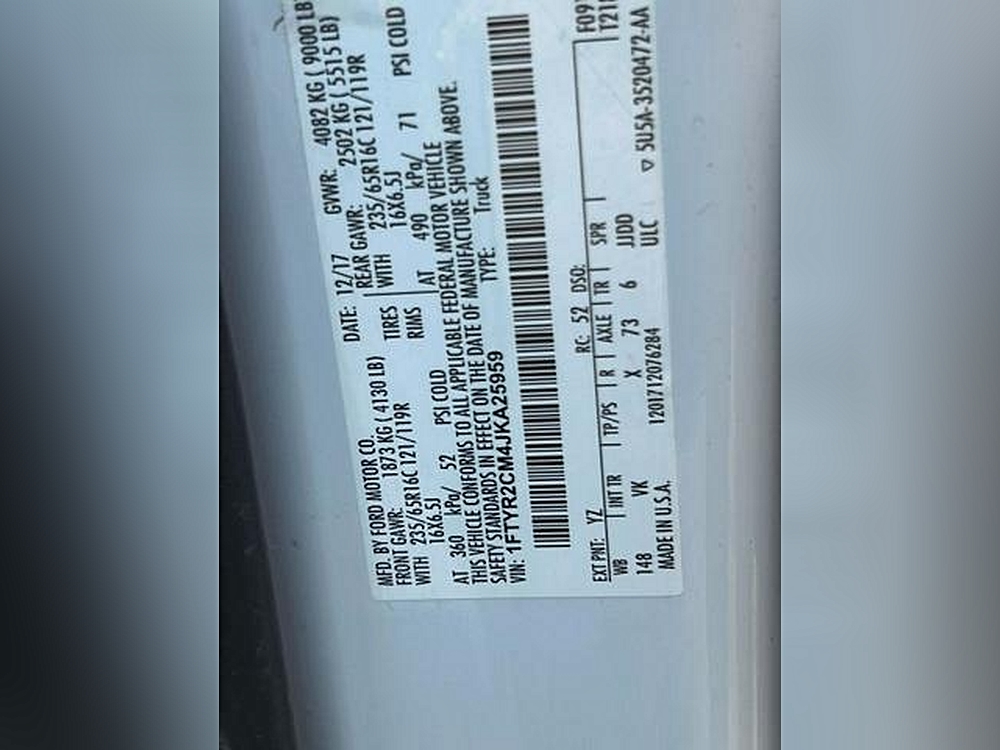 MFD. BY FORD MOTOR CO. DATE: 12/17 GVWR: 4082 KG ( 9000 LB
FRONT GAWR: 1873 KG ( 4130 LB) REAR GAWR: 2502 KG ( 5515 LB)
WITH 235/65R16C 121/119R TIRES WITH 235/65R16C 121/119R
16X6.5J RIMS 16X6.5J
AT 360 kPa/ 52 PSI COLD AT 490 kPa/ 71 PSI COLD
THIS VEHICLE CONFORMS TO ALL APPLICABLE FEDERAL MOTOR VEHICLE
SAFETY STANDARDS IN EFFECT ON THE DATE OF MANUFACTURE SHOWN ABOVE.
VIN: 1FTYR2CM4JKA25959 TYPE: Truck
F097
EXT PNT: YZ RC: 52 DSO: T218
WB INT TR TP/PS R AXLE TR SPR
148 VK X 73 6 JJDD
MADE IN U.S.A. 1201712076284 ULC ▽ 5U5A-3520472-AA